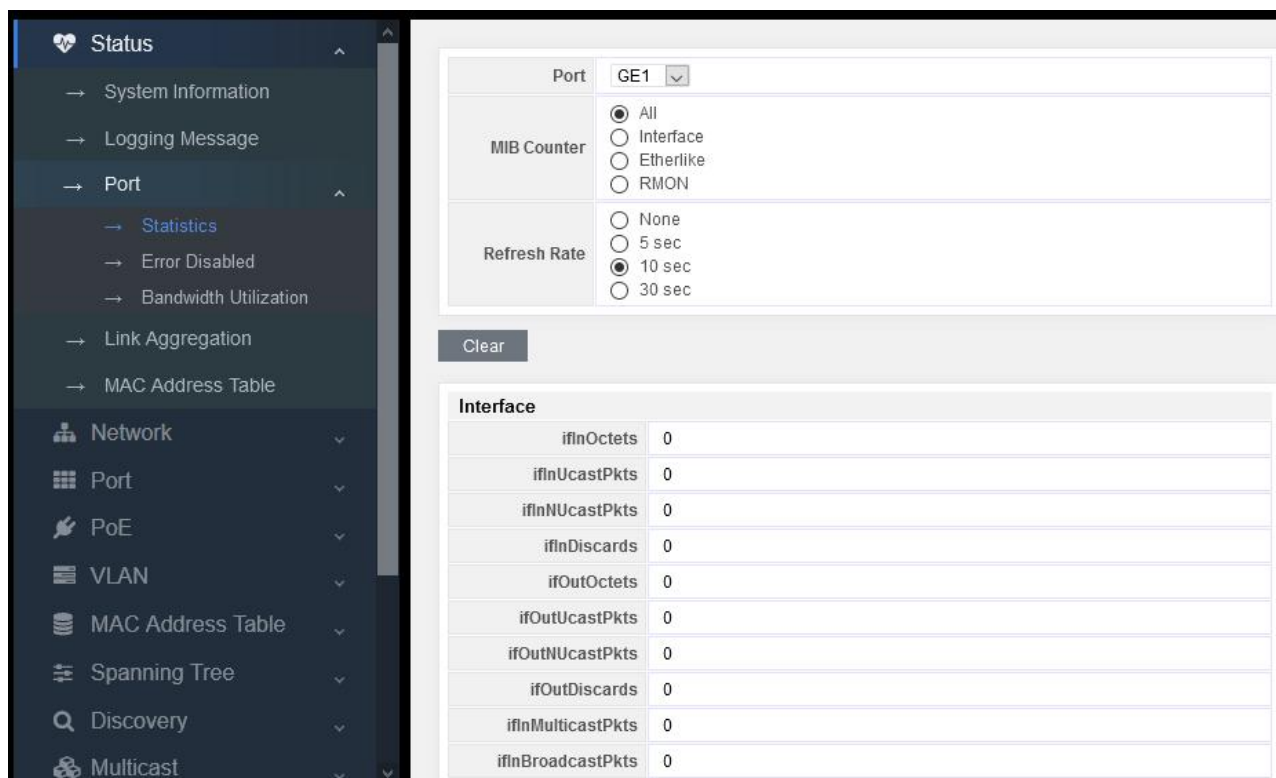 Status
→ System Information
→ Logging Message
→ Port
→ Statistics
→ Error Disabled
→ Bandwidth Utilization
→ Link Aggregation
→ MAC Address Table
Network
Port
PoE
VLAN
MAC Address Table
Spanning Tree
Discovery
Multicast
Port GE1
MIB Counter
All
Interface
Etherlike
RMON
Refresh Rate
None
5 sec
10 sec
30 sec
Clear
Interface
ifInOctets 0
ifInUcastPkts 0
ifInNUcastPkts 0
ifInDiscards 0
ifOutOctets 0
ifOutUcastPkts 0
ifOutNUcastPkts 0
ifOutDiscards 0
ifInMulticastPkts 0
ifInBroadcastPkts 0